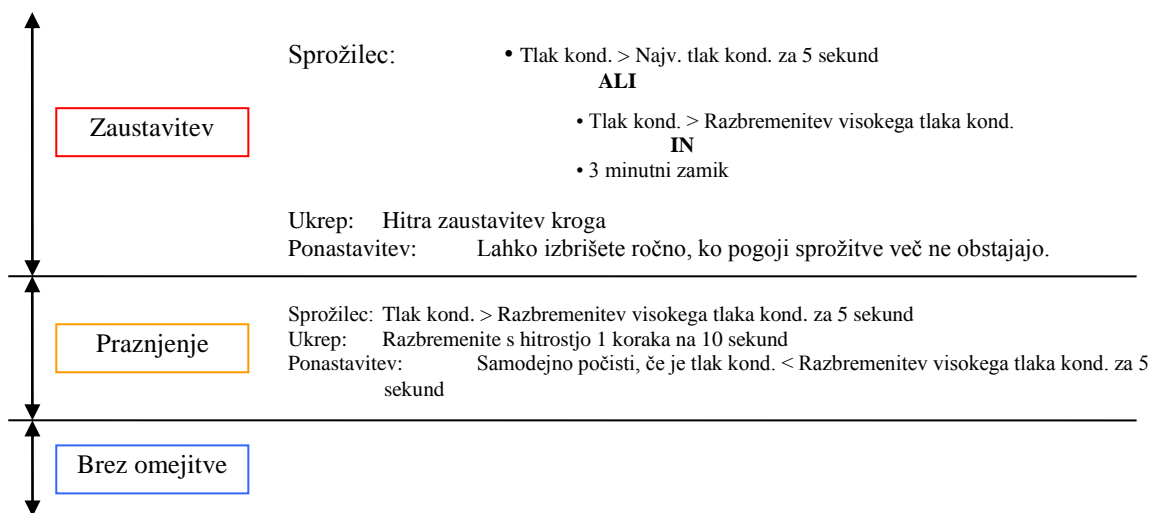 Sprožilec: • Tlak kond. > Najv. tlak kond. za 5 sekund
ALI
Zaustavitev
• Tlak kond. > Razbremenitev visokega tlaka kond.
IN
• 3 minutni zamik
Ukrep: Hitra zaustavitev kroga
Ponastavitev: Lahko izbrišete ročno, ko pogoji sprožitve več ne obstajajo.
Praznjenje
Sprožilec: Tlak kond. > Razbremenitev visokega tlaka kond. za 5 sekund
Ukrep: Razbremenite s hitrostjo 1 koraka na 10 sekund
Ponastavitev: Samodejno počisti, če je tlak kond. < Razbremenitev visokega tlaka kond. za 5
sekund
Brez omejitve